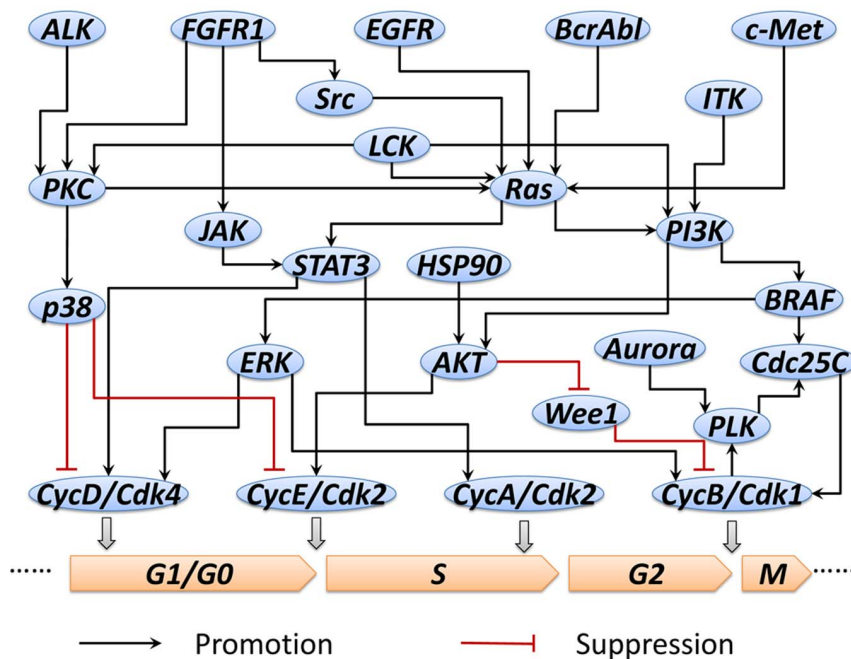 ALK FGFR1 EGFR BcrAbl c-Met
Src ITK
LCK
PKC Ras
JAK PI3K
STAT3 HSP90
p38 BRAF
ERK AKT Aurora Cdc25C
Wee1 PLK
CycD/Cdk4 CycE/Cdk2 CycA/Cdk2 CycB/Cdk1
...... G1/G0 S G2 M ......
Promotion Suppression